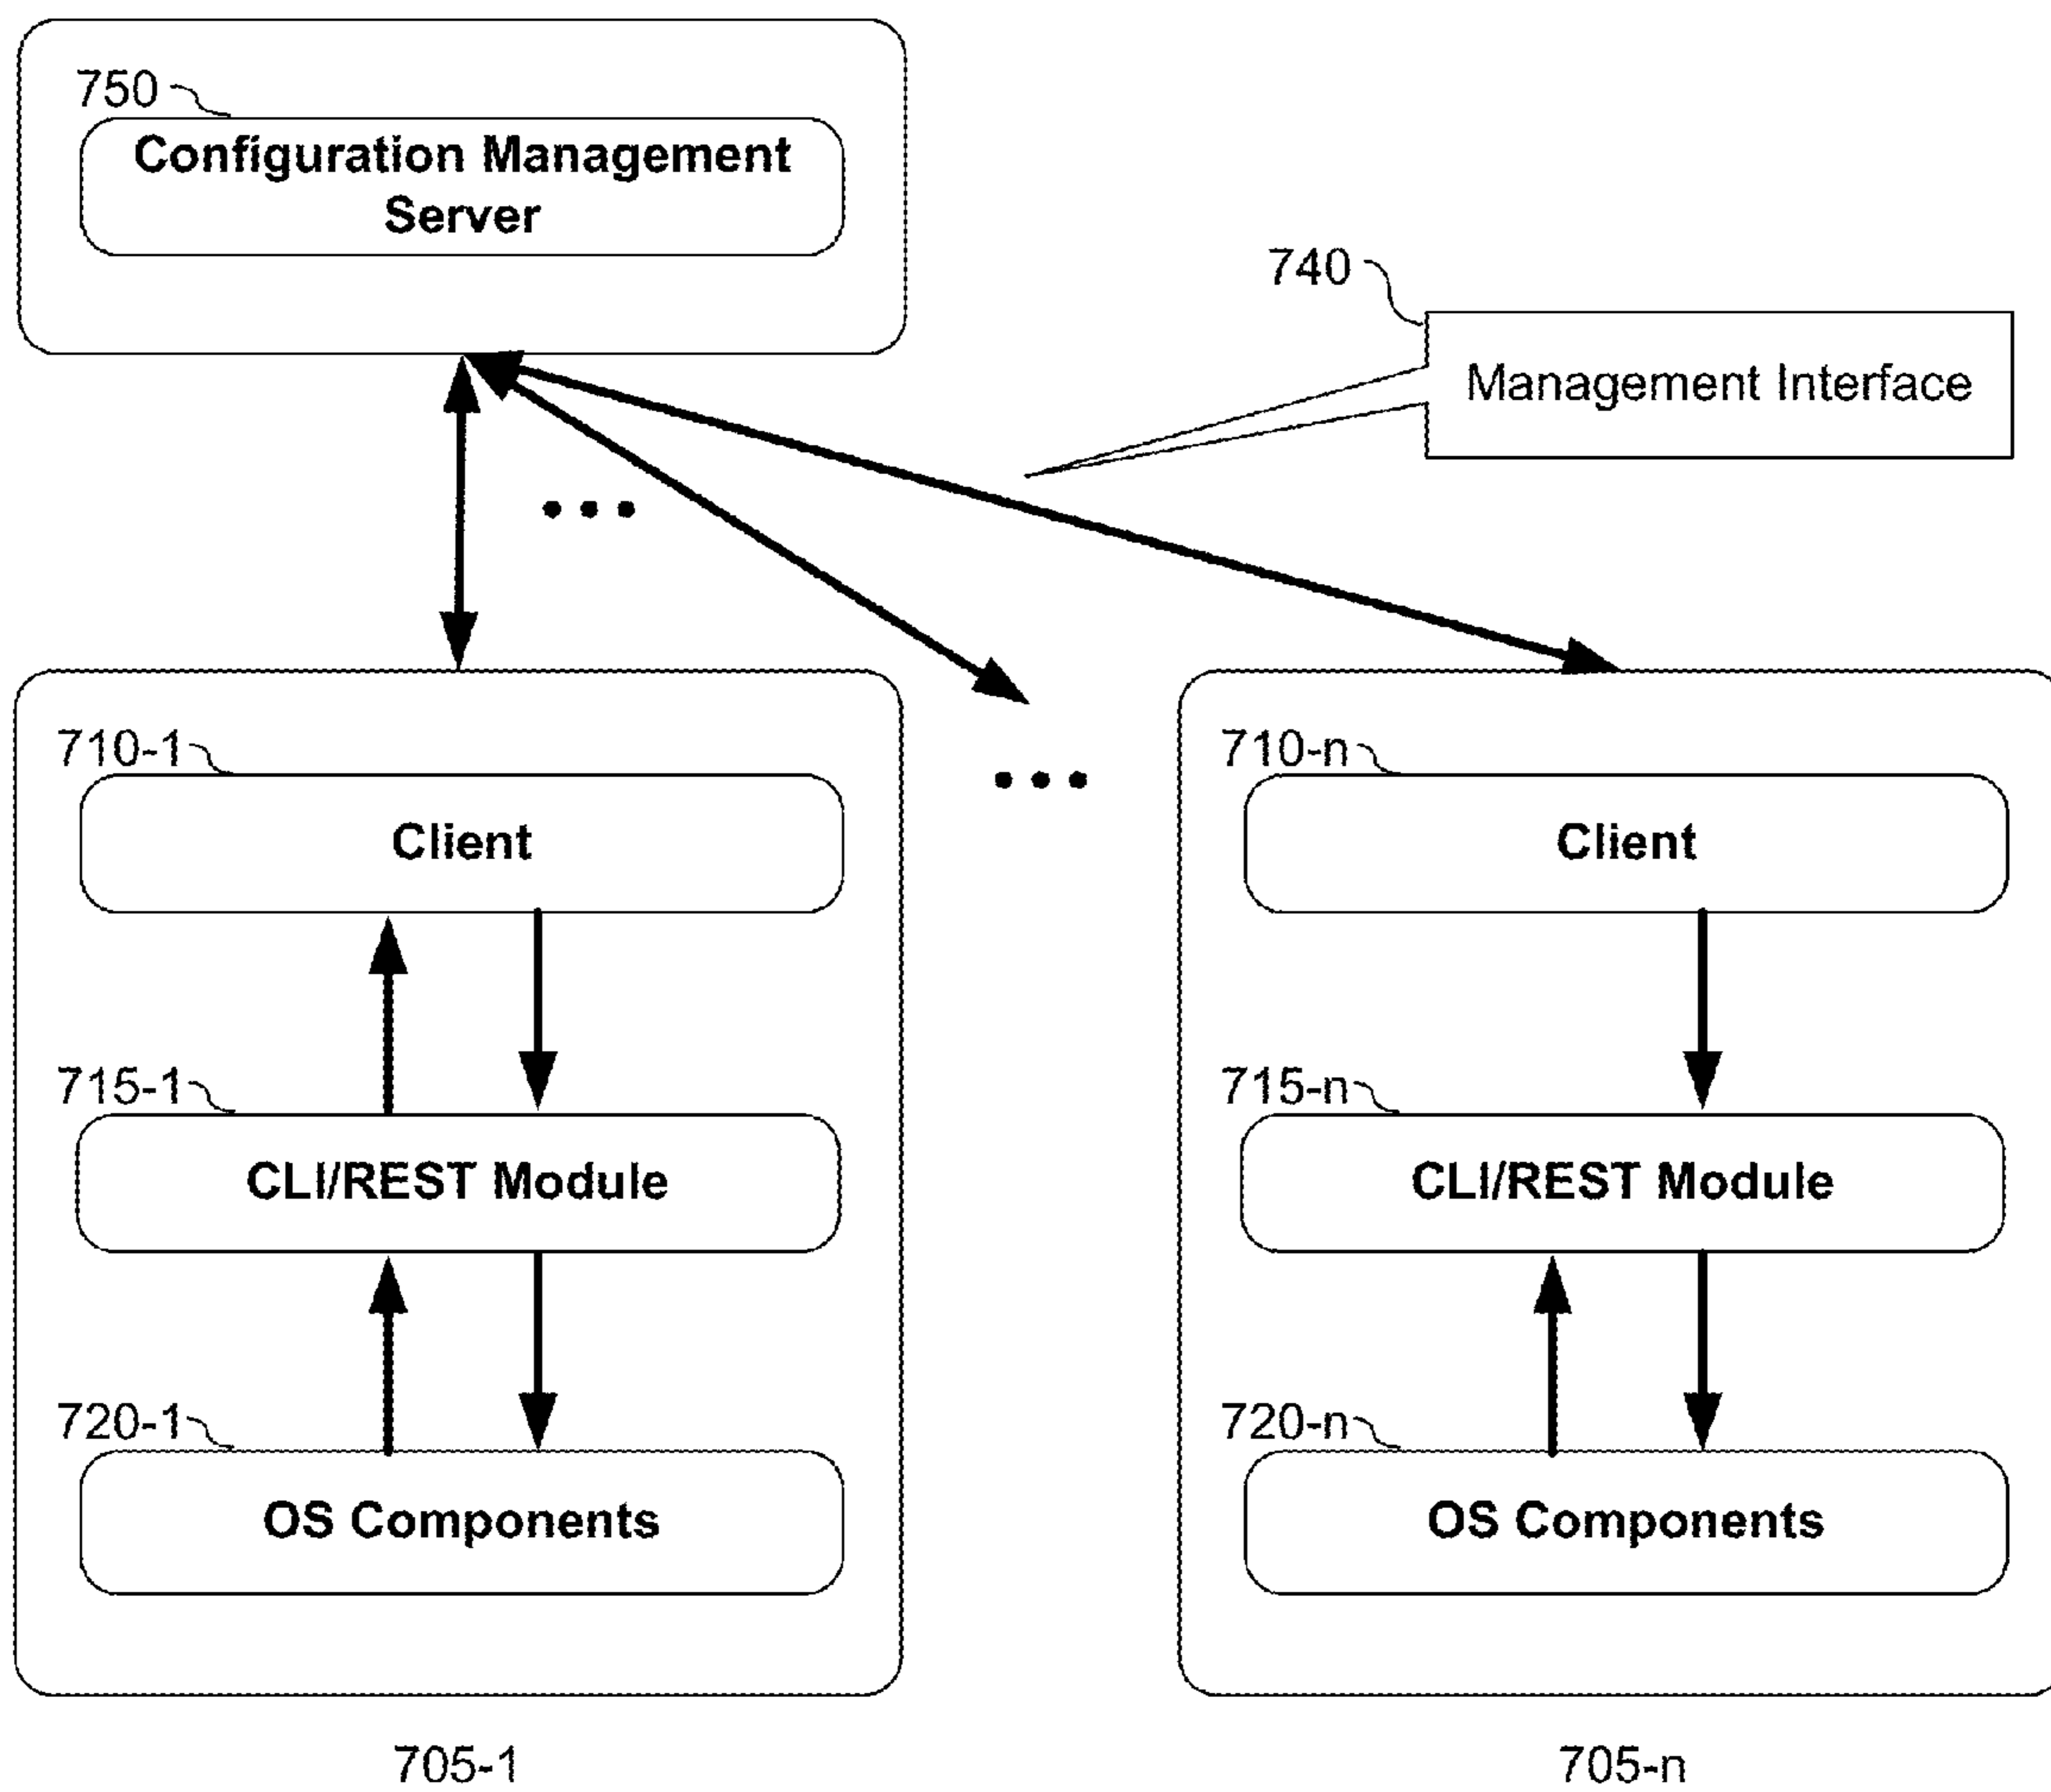 750
Configuration Management
Server
740
Management Interface
710-1
Client
710-n
Client
715-1
CLI/REST Module
715-n
CLI/REST Module
720-1
OS Components
720-n
OS Components
705-1
705-n